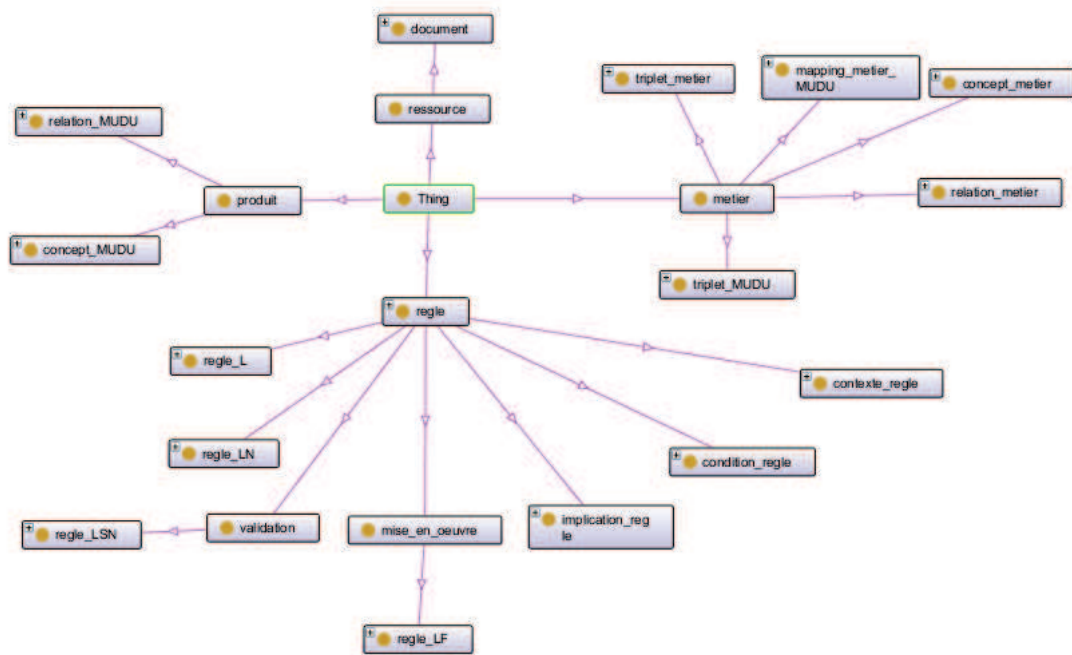 document
triplet_metier
mapping_metier_
MUDU
concept_metier
ressource
relation_MUDU
produit
Thing
metier
relation_metier
concept_MUDU
triplet_MUDU
regle
regle_L
contexte_regle
regle_LN
condition_regle
regle_LSN
validation
mise_en_oeuvre
implication_reg
le
regle_LF